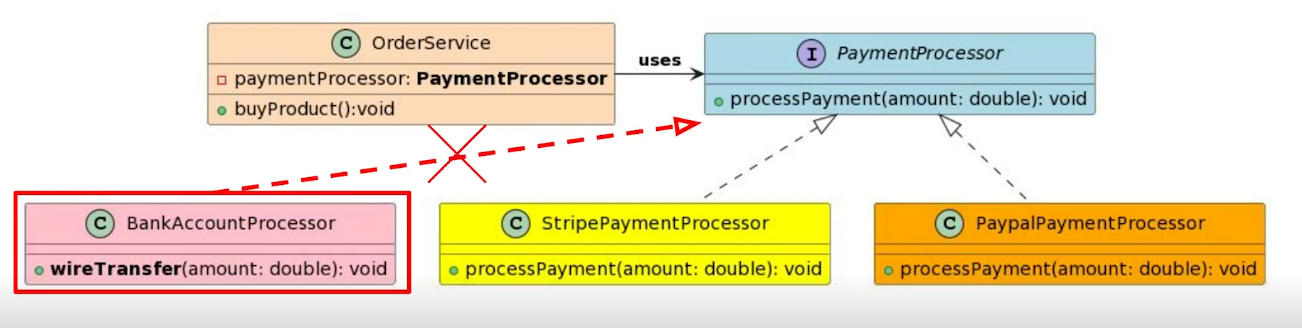 C OrderService
paymentProcessor: PaymentProcessor
buyProduct():void
uses
I PaymentProcessor
processPayment(amount: double): void
C BankAccountProcessor
wireTransfer(amount: double): void
C StripePaymentProcessor
processPayment(amount: double): void
C PaypalPaymentProcessor
processPayment(amount: double): void